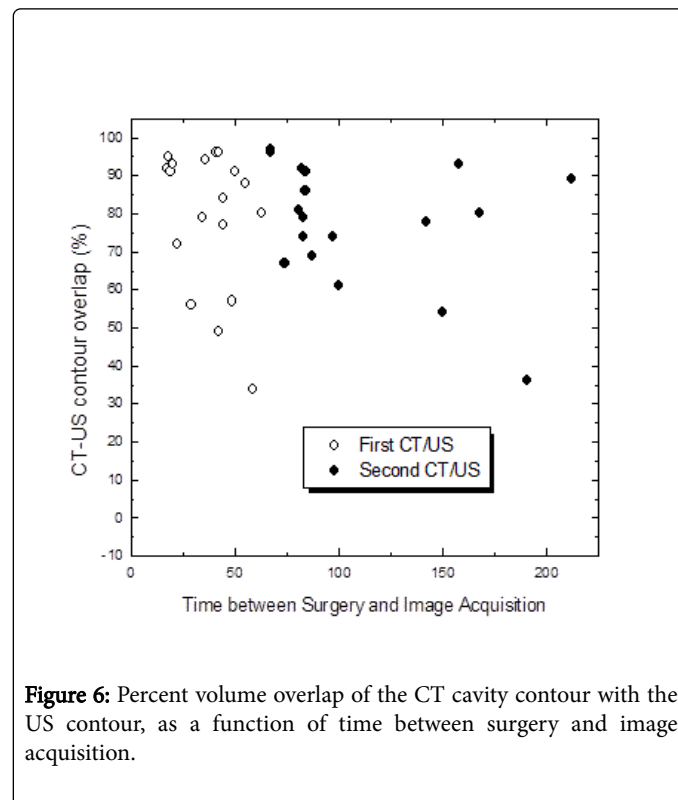 100
90
80
70
60
50
40
30
20
10
0
-10
CT-US contour overlap (%)
First CT/US
Second CT/US
0 50 100 150 200
Time between Surgery and Image Acquisition
Figure 6: Percent volume overlap of the CT cavity contour with the
US contour, as a function of time between surgery and image
acquisition.